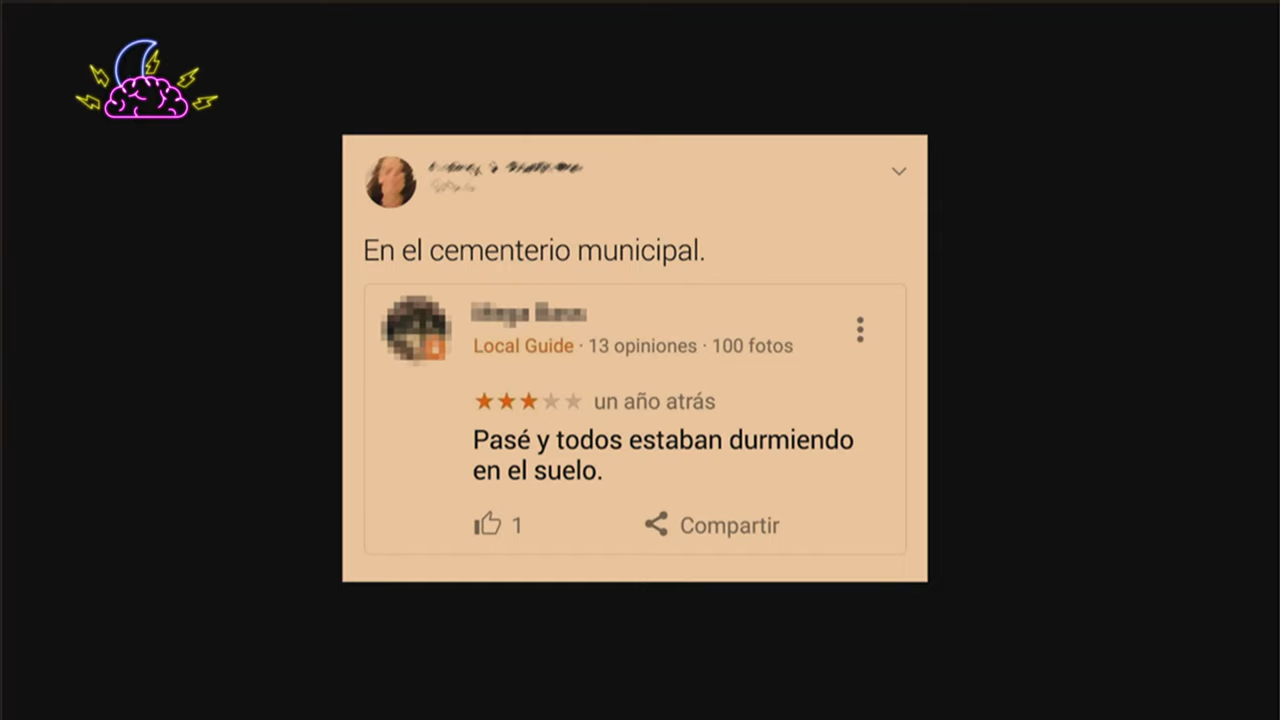 En el cementerio municipal.
Local Guide · 13 opiniones · 100 fotos
un año atrás
Pasé y todos estaban durmiendo
en el suelo.
1
Compartir